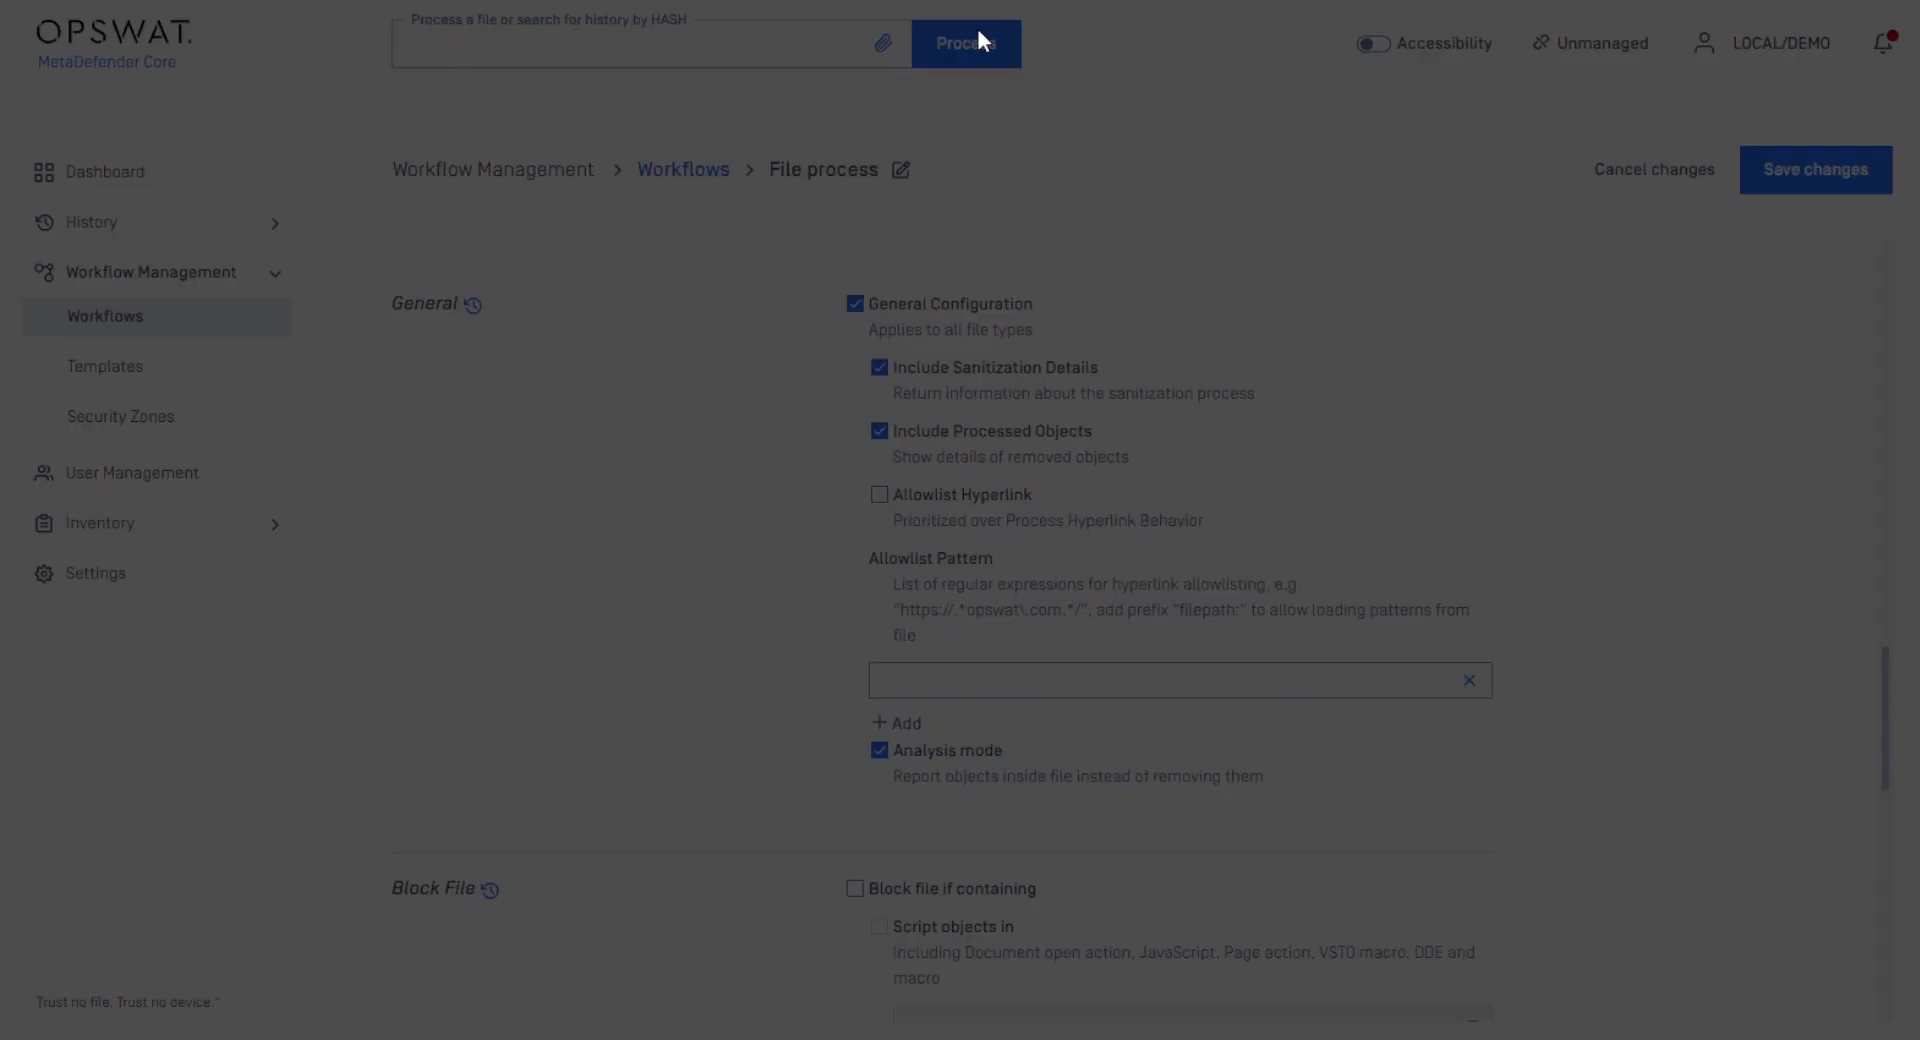 OPSWAT.
MetaDefender Core
Process a file or search for history by HASH
Process
Accessibility
Unmanaged
LOCAL/DEMO
Workflow Management > Workflows > File process
Cancel changes
Save changes
Dashboard
History
Workflow Management
Workflows
Templates
Security Zones
User Management
Inventory
Settings
General
General Configuration
Applies to all file types
Include Sanitization Details
Return information about the sanitization process
Include Processed Objects
Show details of removed objects
Allowlist Hyperlink
Prioritized over Process Hyperlink Behavior
Allowlist Pattern
List of regular expressions for hyperlink allowlisting, e.g.
"https://.*opswat\.com.*/", add prefix "filepath:" to allow loading patterns from
file
+ Add
Analysis mode
Report objects inside file instead of removing them
Block File
Block file if containing
Script objects in
Including Document open action, JavaScript, Page action, VSTO macro, DDE and
macro
Trust no file. Trust no device.™